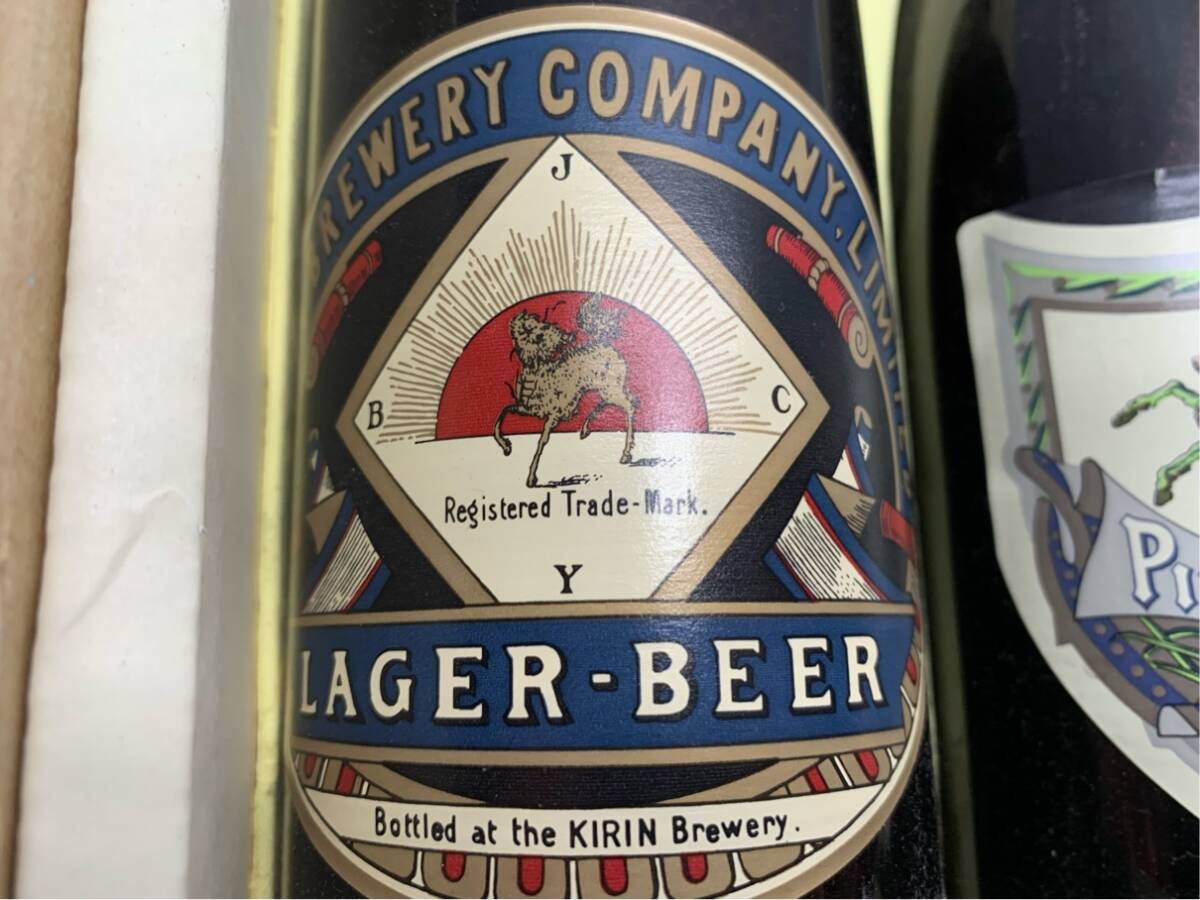 BREWERY COMPANY, LIMITED
J
B C
Registered Trade-Mark.
Y
LAGER-BEER
Bottled at the KIRIN Brewery.